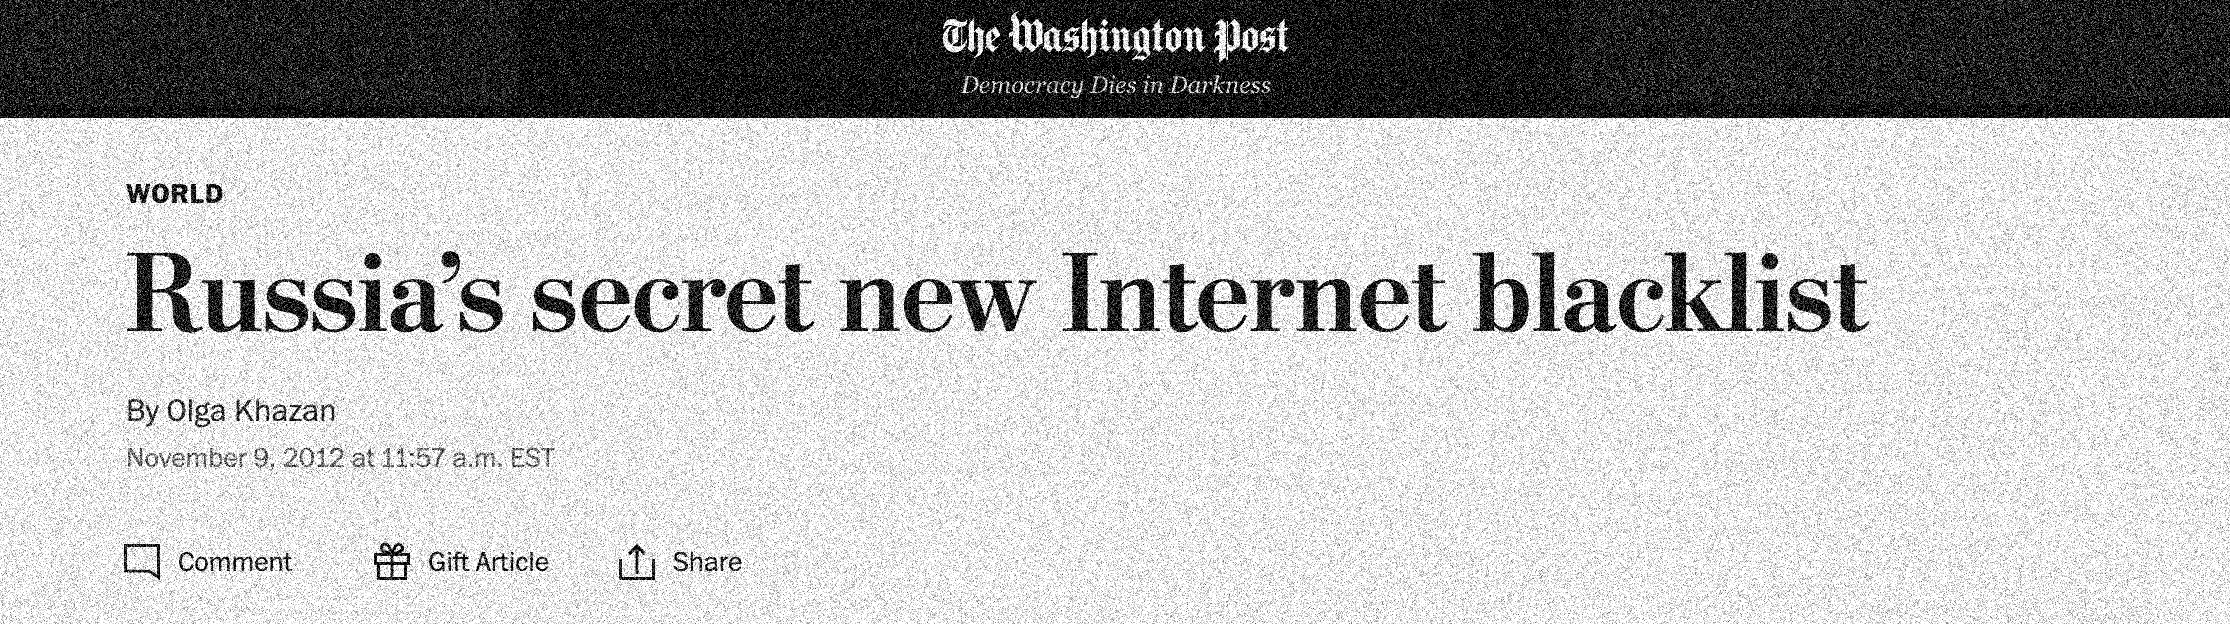 The Washington Post
Democracy Dies in Darkness
WORLD
Russia’s secret new Internet blacklist
By Olga Khazan
November 9, 2012 at 11:57 a.m. EST
Comment Gift Article Share